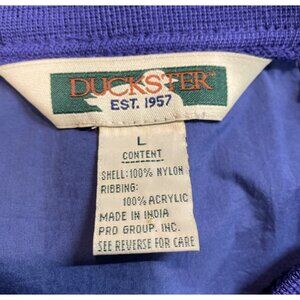 DUCKSTER
EST. 1957
L
CONTENT
SHELL: 100% NYLON
RIBBING:
100% ACRYLIC
MADE IN INDIA
PRO GROUP. INC.
SEE REVERSE FOR CARE